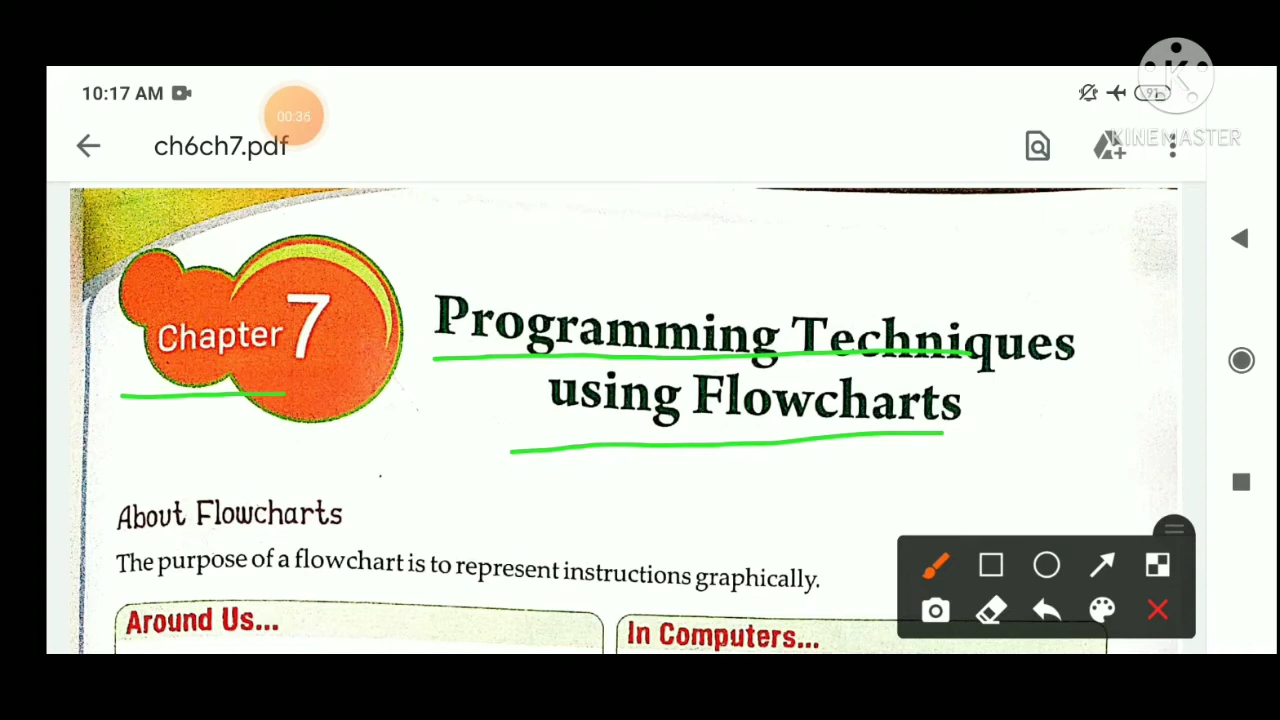 10:17 AM
00:36
91
KINEMASTER
ch6ch7.pdf
Chapter 7
Programming Techniques
using Flowcharts
About Flowcharts
The purpose of a flowchart is to represent instructions graphically.
Around Us...
In Computers...